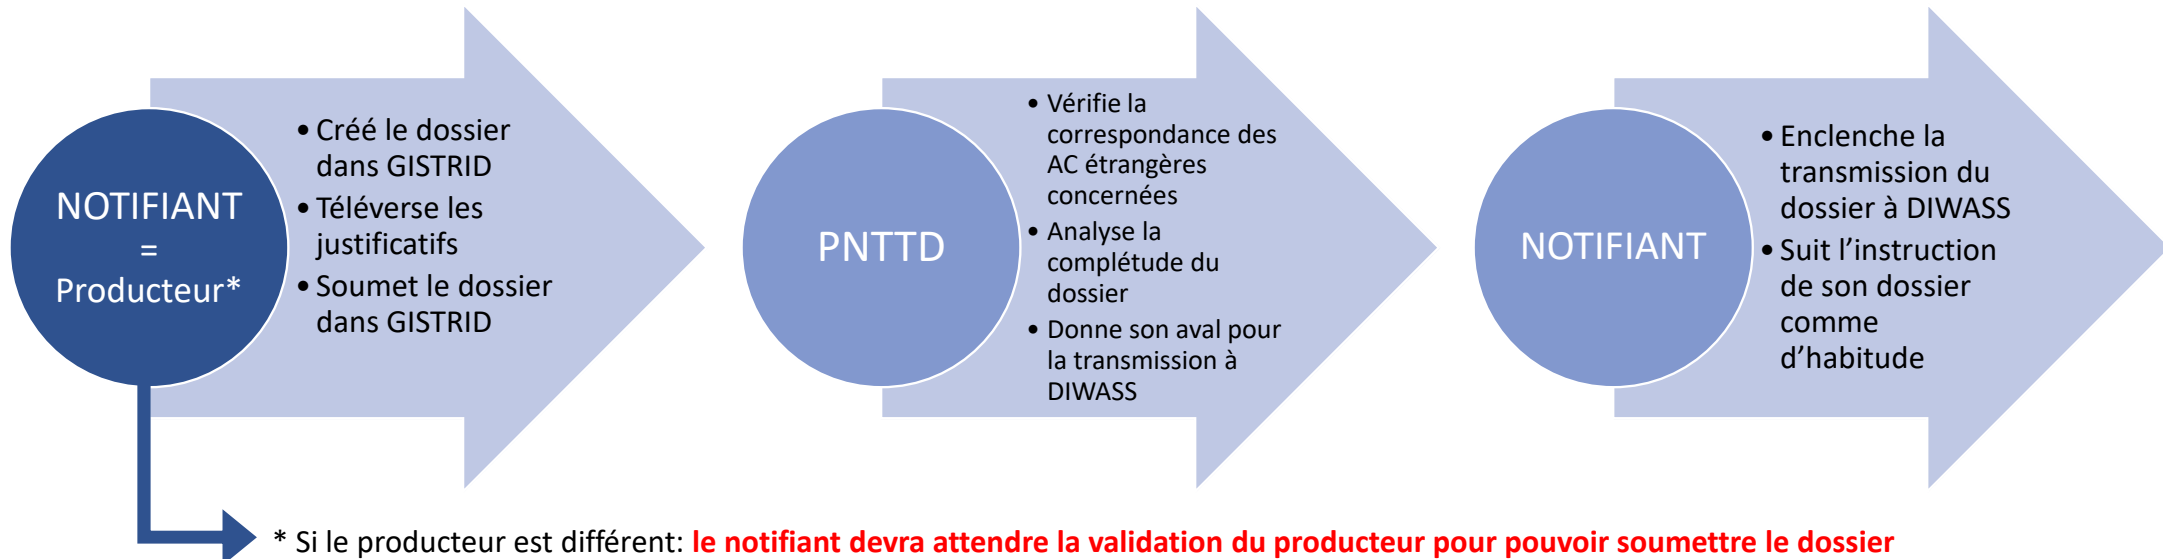 NOTIFIANT
=
Producteur*
• Créé le dossier
dans GISTRID
• Téléverse les
justificatifs
• Soumet le dossier
dans GISTRID
PNTTD
• Vérifie la
correspondance des
AC étrangères
concernées
• Analyse la
complétude du
dossier
• Donne son aval pour
la transmission à
DIWASS
NOTIFIANT
• Enclenche la
transmission du
dossier à DIWASS
• Suit l’instruction
de son dossier
comme
d’habitude
* Si le producteur est différent: le notifiant devra attendre la validation du producteur pour pouvoir soumettre le dossier